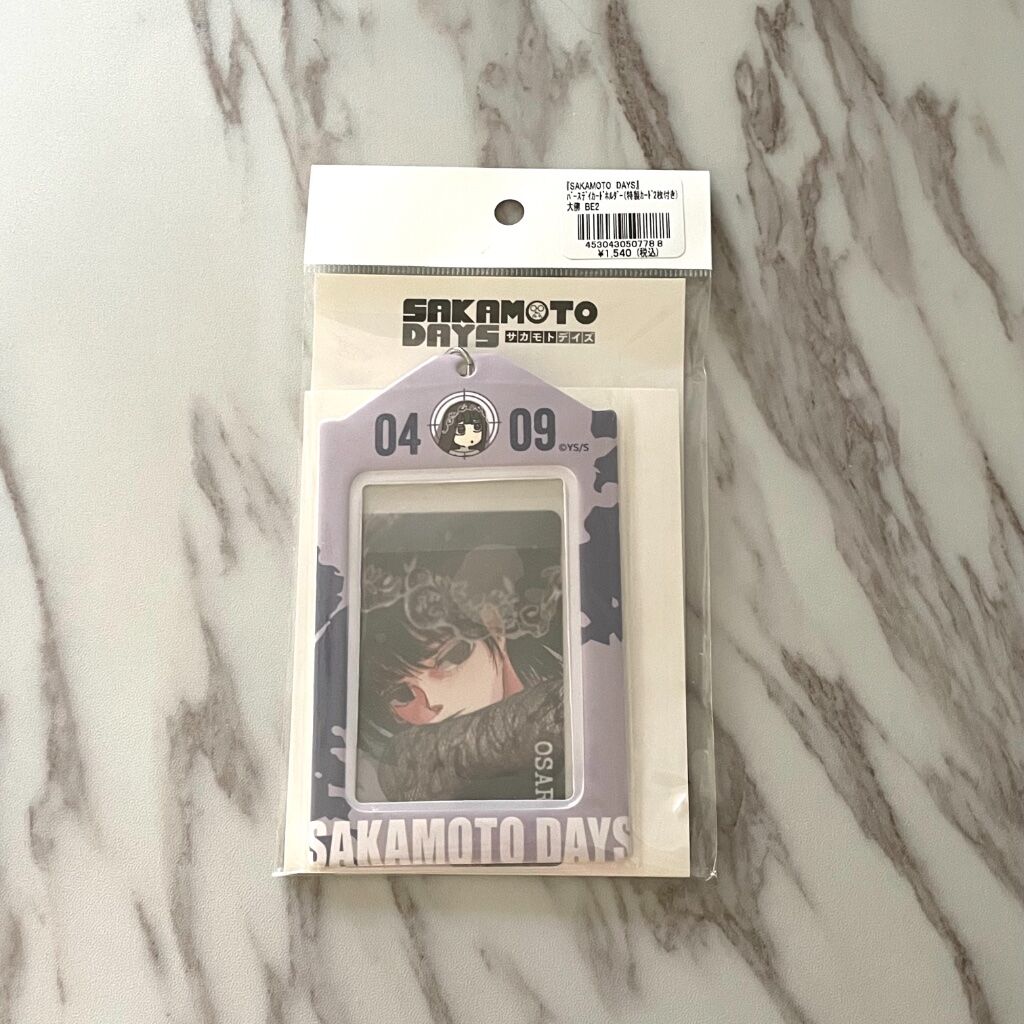 『SAKAMOTO DAYS』
ﾊﾞｰｽﾃﾞｲｶｰﾄﾞﾎﾙﾀﾞｰ(特製ｶｰﾄﾞ2枚付き)
大佛 BE2
4530430507788
¥1,540 (税込)
SAKAMOTO
DAYS サカモトデイズ
04 09 ©YS/S
OSAR
SAKAMOTO DAYS